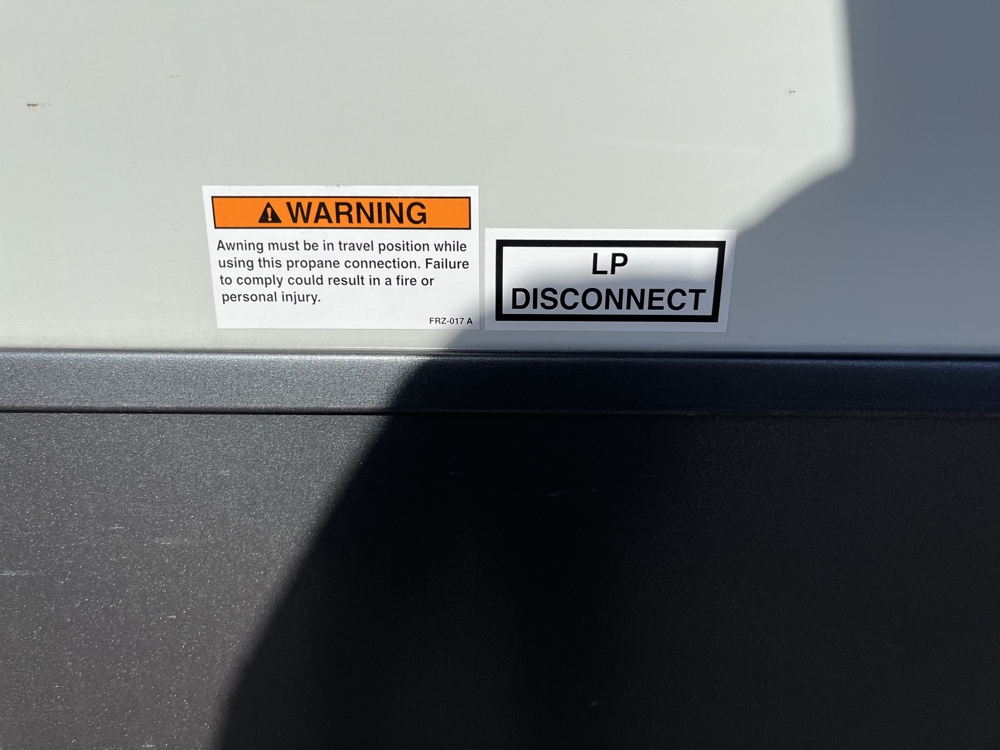 WARNING
Awning must be in travel position while
using this propane connection. Failure
to comply could result in a fire or
personal injury.
FRZ-017 A
LP
DISCONNECT